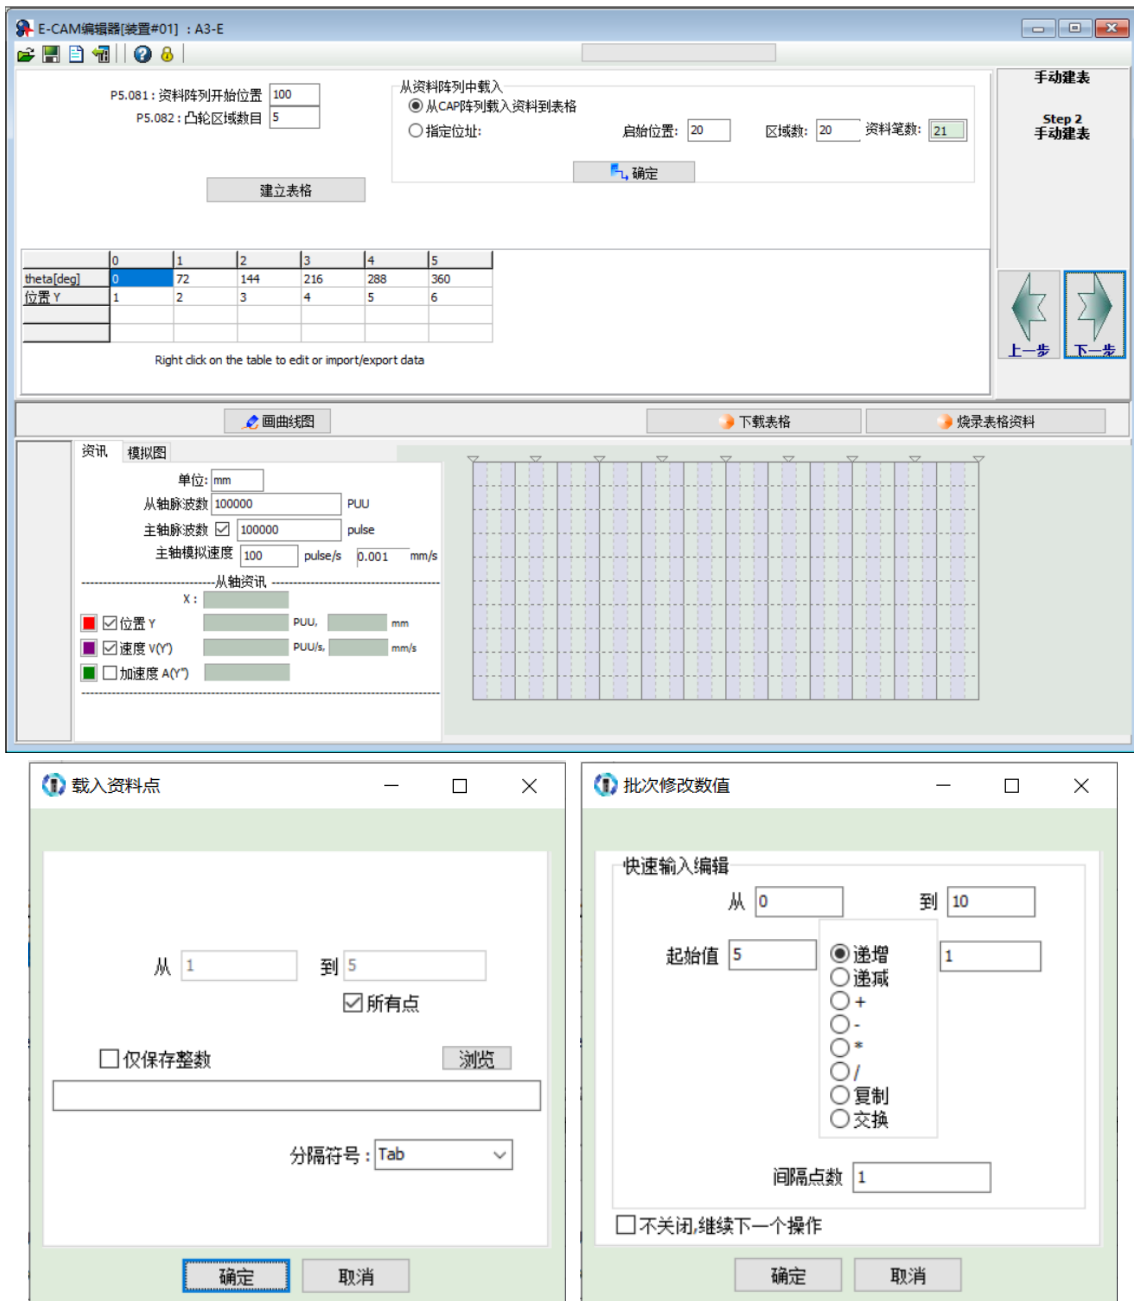 E-CAM编辑器[装置#01] : A3-E
P5.081 : 资料阵列开始位置 100
P5.082 : 凸轮区域数目 5
建立表格
从资料阵列中载入
从CAP阵列载入资料到表格
指定位址: 启始位置: 20 区域数: 20 资料笔数: 21
确定
手动建表
Step 2
手动建表
0 1 2 3 4 5
theta[deg] 0 72 144 216 288 360
位置 Y 1 2 3 4 5 6
Right click on the table to edit or import/export data
上一步 下一步
画曲线图 下载表格 烧录表格资料
资讯 模拟图
单位: mm
从轴脉波数 100000 PUU
主轴脉波数 100000 pulse
主轴模拟速度 100 pulse/s 0.001 mm/s
从轴资讯
X :
位置 Y PUU, mm
速度 V(Y') PUU/s, mm/s
加速度 A(Y")
载入资料点
从 1 到 5
所有点
仅保存整数 浏览
分隔符号 : Tab
确定 取消
批次修改数值
快速输入编辑
从 0 到 10
起始值 5 递增 1
递减
+
-
*
/
复制
交换
间隔点数 1
不关闭,继续下一个操作
确定 取消